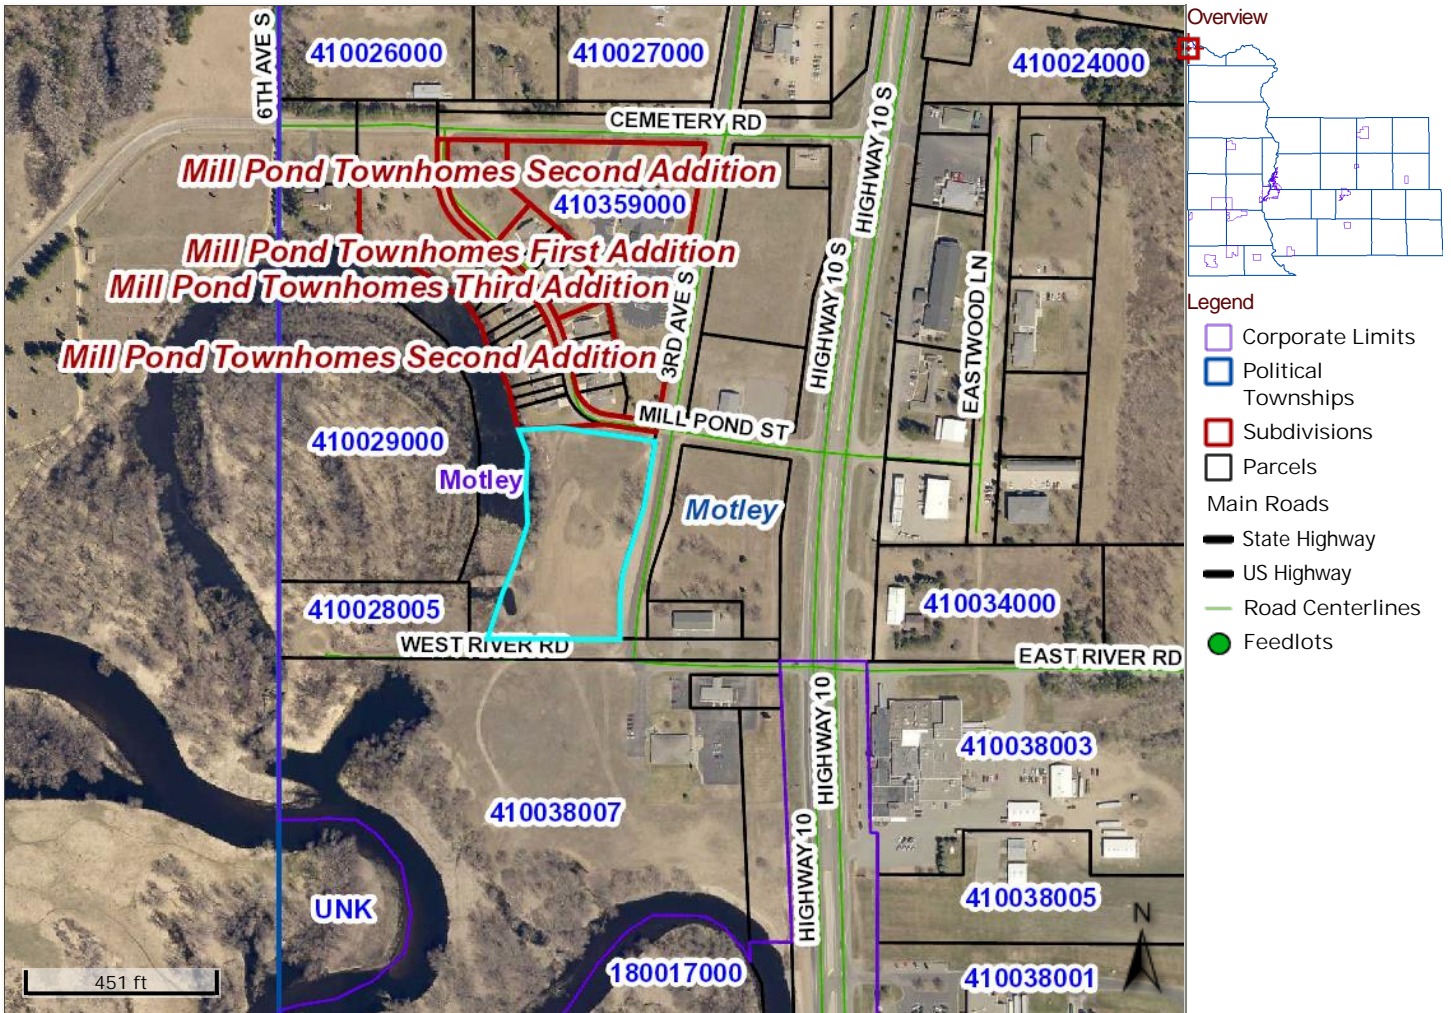 6TH AVE S
410026000
410027000
410024000
CEMETERY RD
HIGHWAY 10 S
Mill Pond Townhomes Second Addition
410359000
Mill Pond Townhomes First Addition
Mill Pond Townhomes Third Addition
Mill Pond Townhomes Second Addition
3RD AVE S
HIGHWAY 10 S
EASTWOOD LN
MILL POND ST
410029000
Motley
Motley
410028005
410034000
WEST RIVER RD
EAST RIVER RD
HIGHWAY 10
410038003
410038007
HIGHWAY 10
410038005
UNK
180017000
410038001
451 ft
N
Overview
Legend
Corporate Limits
Political
Townships
Subdivisions
Parcels
Main Roads
State Highway
US Highway
Road Centerlines
Feedlots